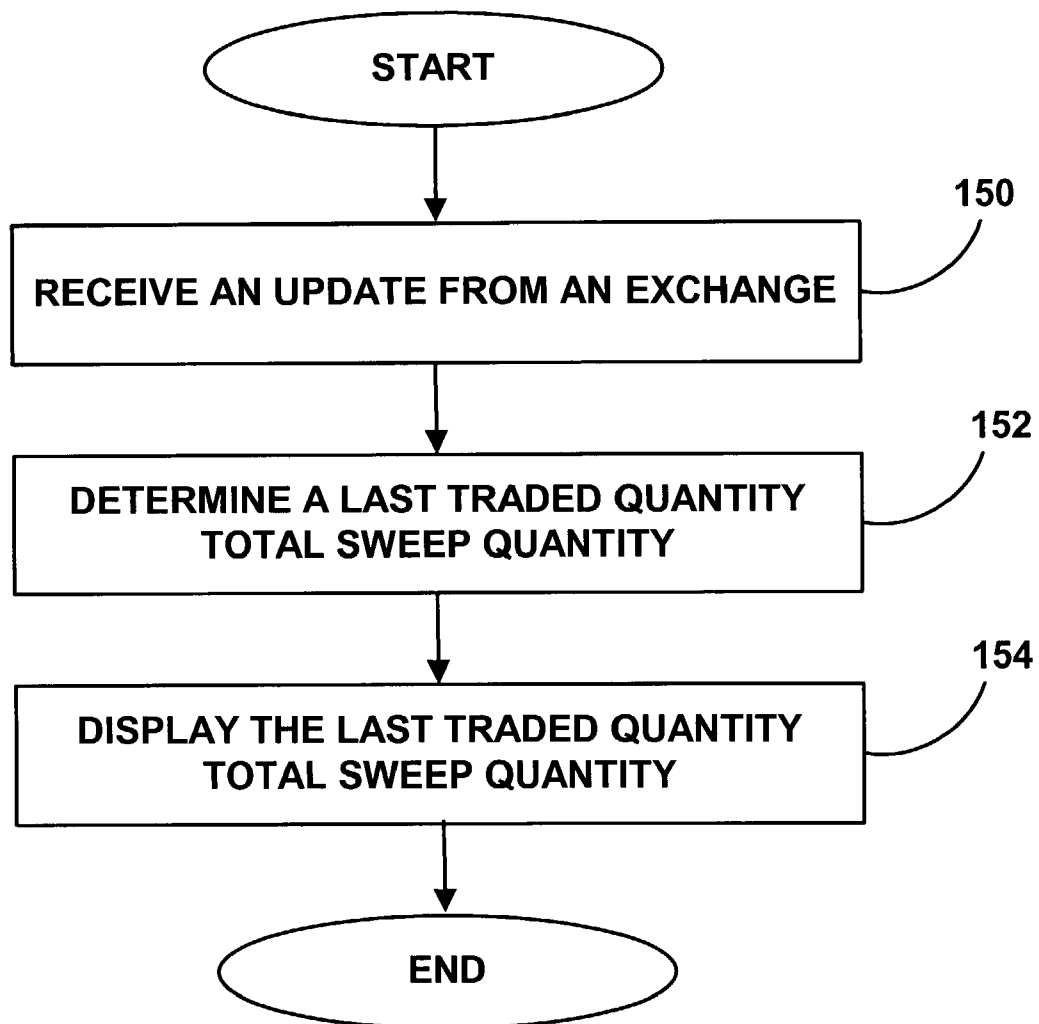 START
150
RECEIVE AN UPDATE FROM AN EXCHANGE
152
DETERMINE A LAST TRADED QUANTITY
TOTAL SWEEP QUANTITY
154
DISPLAY THE LAST TRADED QUANTITY
TOTAL SWEEP QUANTITY
END